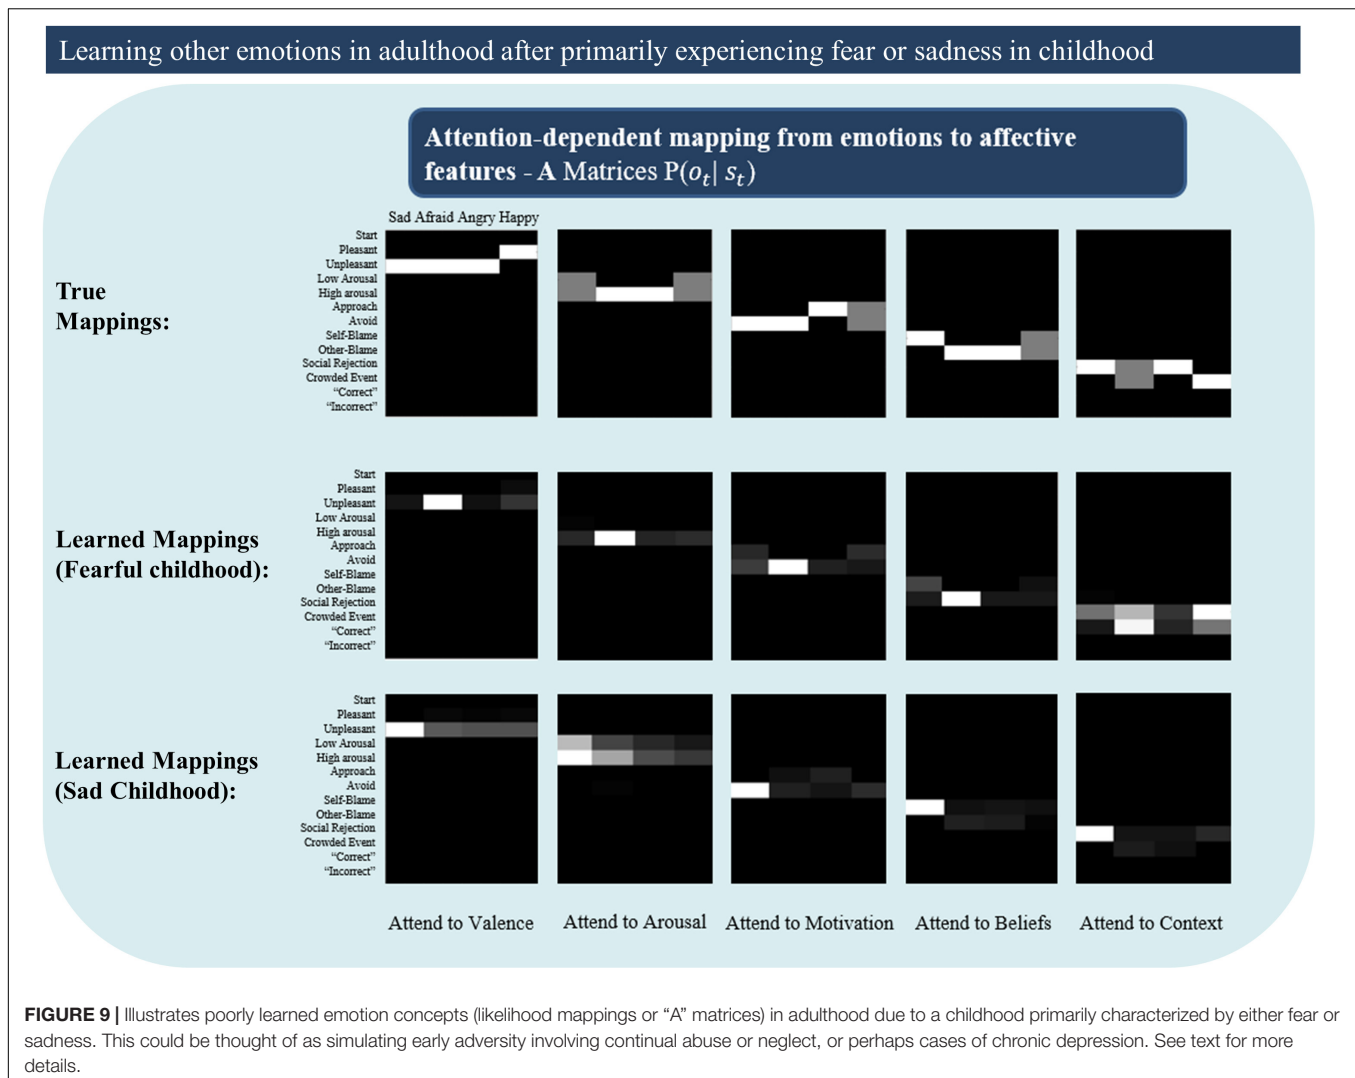 Learning other emotions in adulthood after primarily experiencing fear or sadness in childhood
Attention-dependent mapping from emotions to affective
features - A Matrices P(oₜ| sₜ)
Sad Afraid Angry Happy
True
Mappings:
Start
Pleasant
Unpleasant
Low Arousal
High arousal
Approach
Avoid
Self-Blame
Other-Blame
Social Rejection
Crowded Event
“Correct”
“Incorrect”
Learned Mappings
(Fearful childhood):
Start
Pleasant
Unpleasant
Low Arousal
High arousal
Approach
Avoid
Self-Blame
Other-Blame
Social Rejection
Crowded Event
“Correct”
“Incorrect”
Learned Mappings
(Sad Childhood):
Start
Pleasant
Unpleasant
Low Arousal
High arousal
Approach
Avoid
Self-Blame
Other-Blame
Social Rejection
Crowded Event
“Correct”
“Incorrect”
Attend to Valence Attend to Arousal Attend to Motivation Attend to Beliefs Attend to Context
FIGURE 9 | Illustrates poorly learned emotion concepts (likelihood mappings or “A” matrices) in adulthood due to a childhood primarily characterized by either fear or
sadness. This could be thought of as simulating early adversity involving continual abuse or neglect, or perhaps cases of chronic depression. See text for more
details.